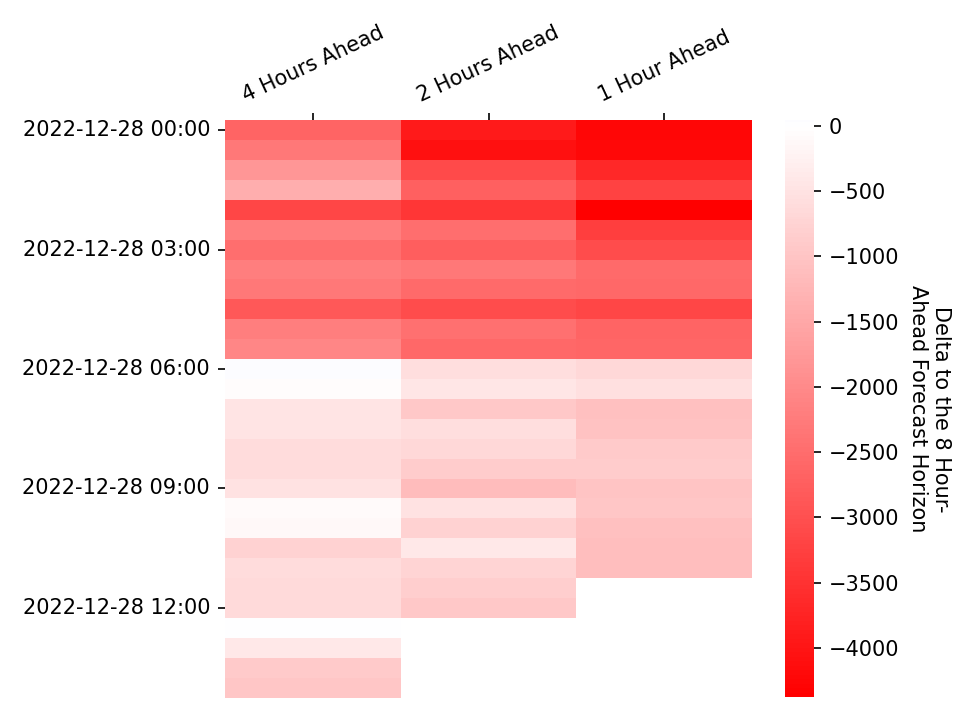 4 Hours Ahead
2 Hours Ahead
1 Hour Ahead
2022-12-28 00:00
2022-12-28 03:00
2022-12-28 06:00
2022-12-28 09:00
2022-12-28 12:00
0
−500
−1000
−1500
−2000
−2500
−3000
−3500
−4000
Delta to the 8 Hour-
Ahead Forecast Horizon